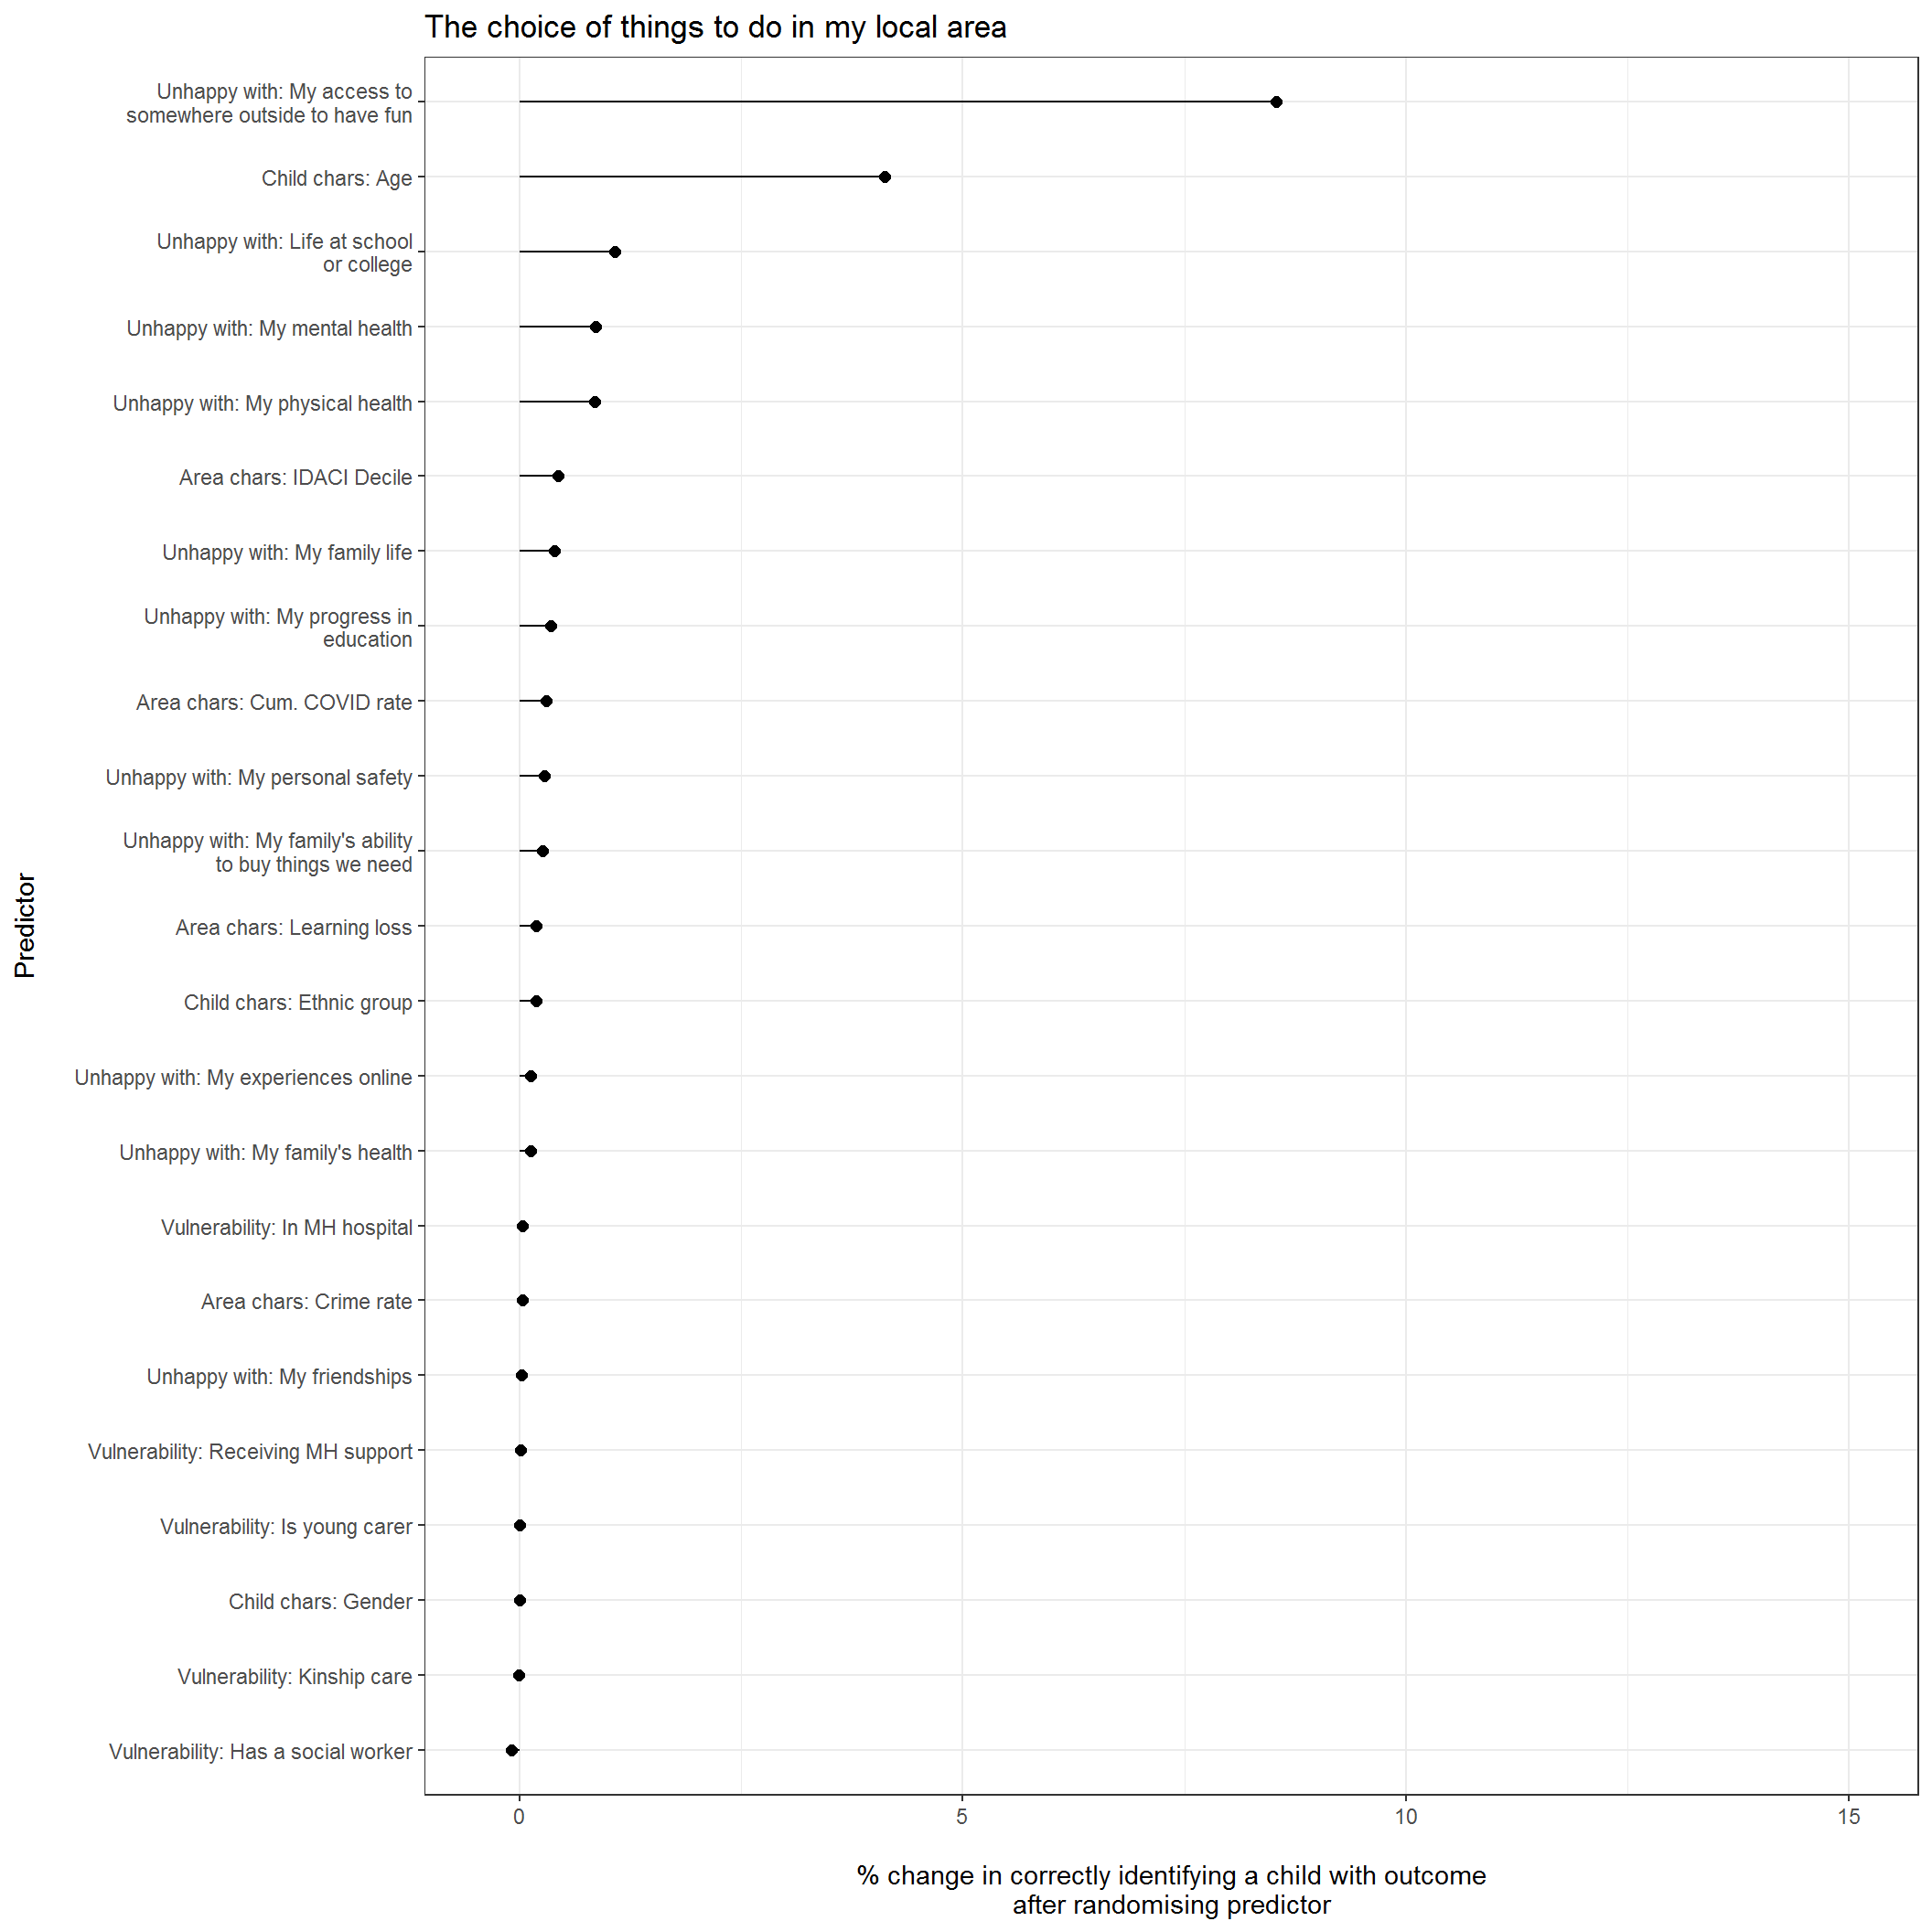 The choice of things to do in my local area
Unhappy with: My access to
somewhere outside to have fun
Child chars: Age
Unhappy with: Life at school
or college
Unhappy with: My mental health
Unhappy with: My physical health
Area chars: IDACI Decile
Unhappy with: My family life
Unhappy with: My progress in
education
Area chars: Cum. COVID rate
Unhappy with: My personal safety
Unhappy with: My family's ability
to buy things we need
Area chars: Learning loss
Child chars: Ethnic group
Unhappy with: My experiences online
Unhappy with: My family's health
Vulnerability: In MH hospital
Area chars: Crime rate
Unhappy with: My friendships
Vulnerability: Receiving MH support
Vulnerability: Is young carer
Child chars: Gender
Vulnerability: Kinship care
Vulnerability: Has a social worker
Predictor
0 5 10 15
% change in correctly identifying a child with outcome
after randomising predictor